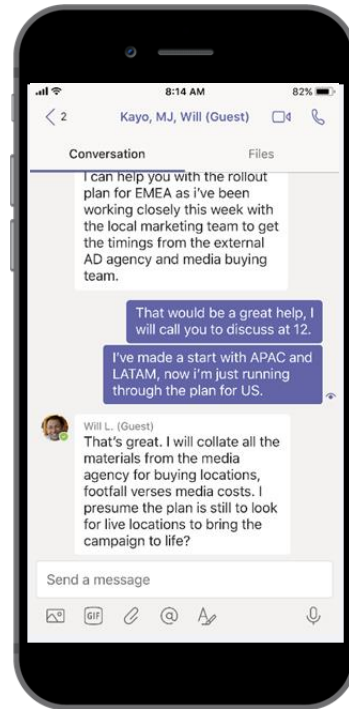 8:14 AM
82%
2
Kayo, MJ, Will (Guest)
Conversation
Files
I can help you with the rollout
plan for EMEA as i've been
working closely this week with
the local marketing team to get
the timings from the external
AD agency and media buying
team.
That would be a great help, I
will call you to discuss at 12.
I've made a start with APAC and
LATAM, now i'm just running
through the plan for US.
Will L. (Guest)
That's great. I will collate all the
materials from the media
agency for buying locations,
footfall verses media costs. I
presume the plan is still to look
for live locations to bring the
campaign to life?
Send a message
GIF